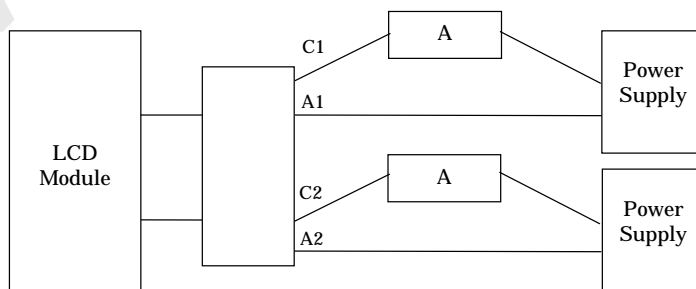 C1
A
A1
Power
Supply
LCD
Module
C2
A
A2
Power
Supply